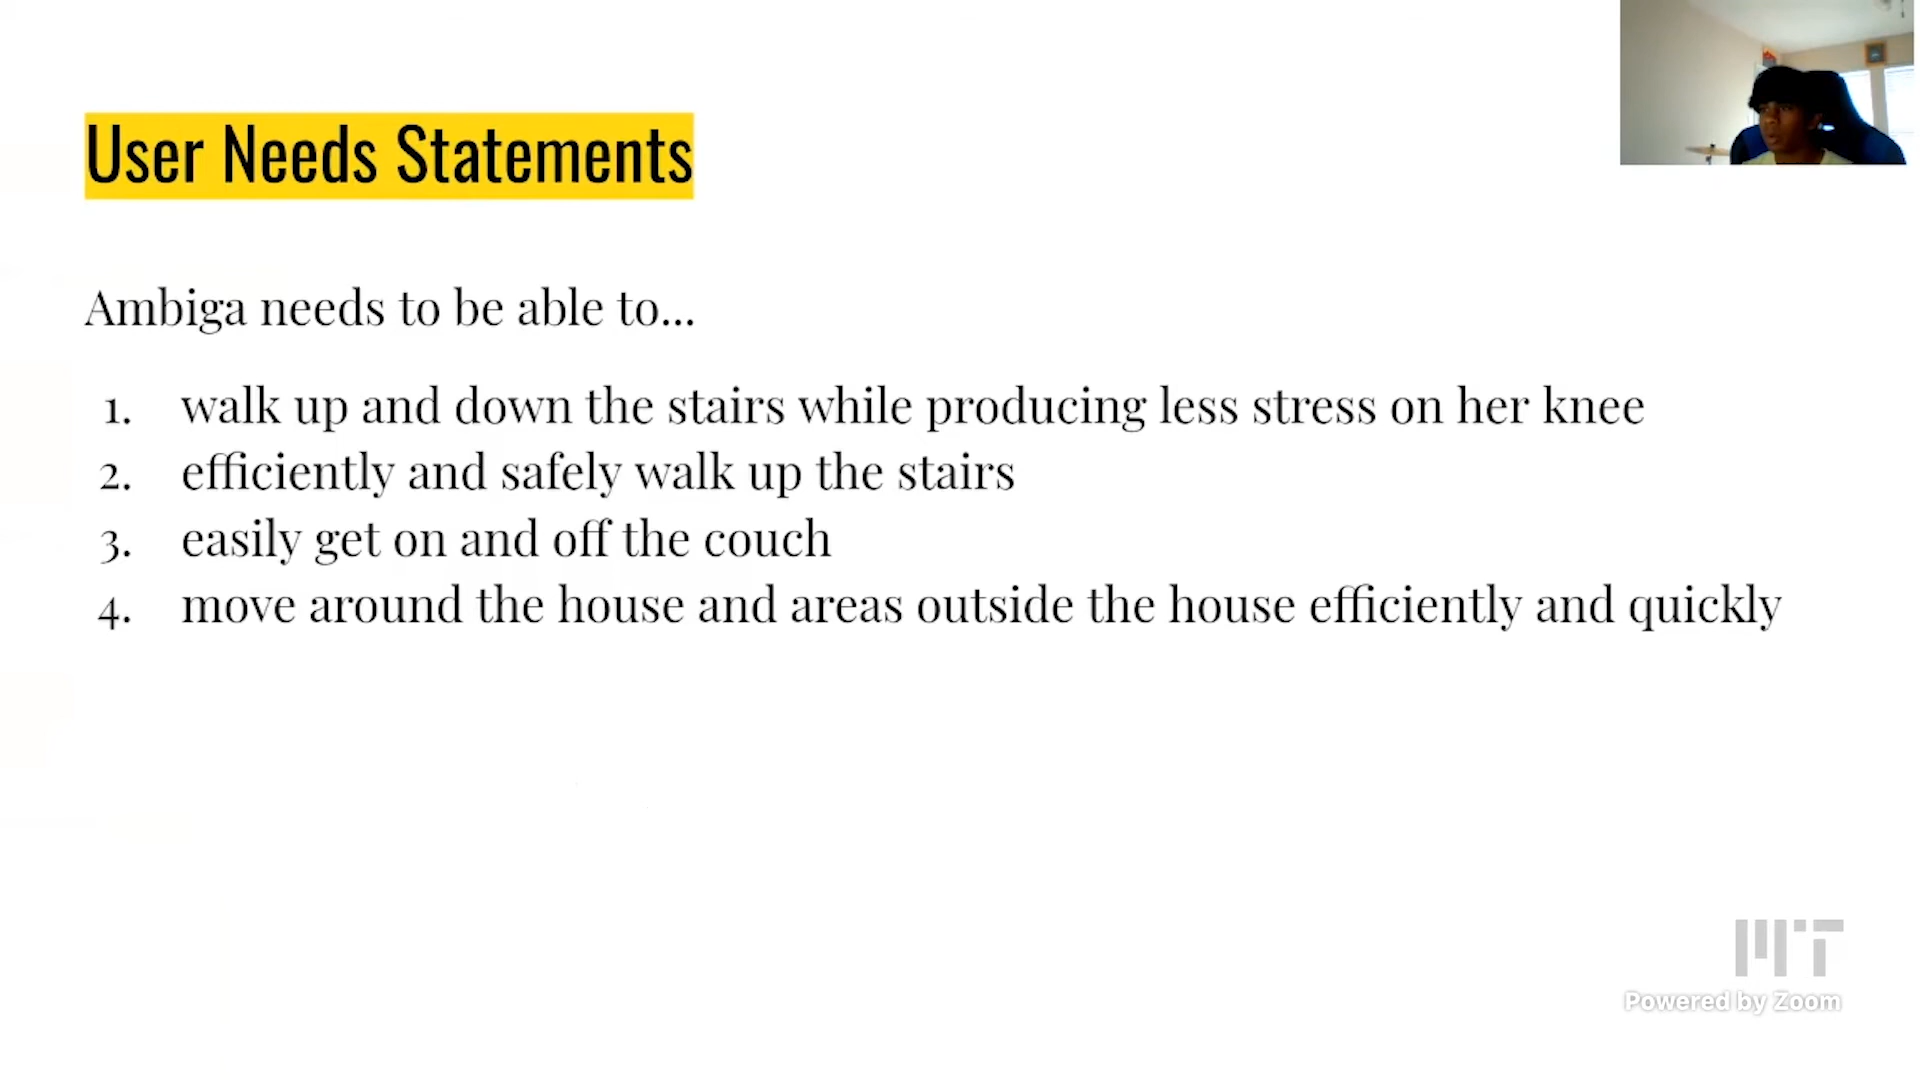 User Needs Statements
Ambiga needs to be able to...
1. walk up and down the stairs while producing less stress on her knee
2. efficiently and safely walk up the stairs
3. easily get on and off the couch
4. move around the house and areas outside the house efficiently and quickly
MIT
Powered by Zoom